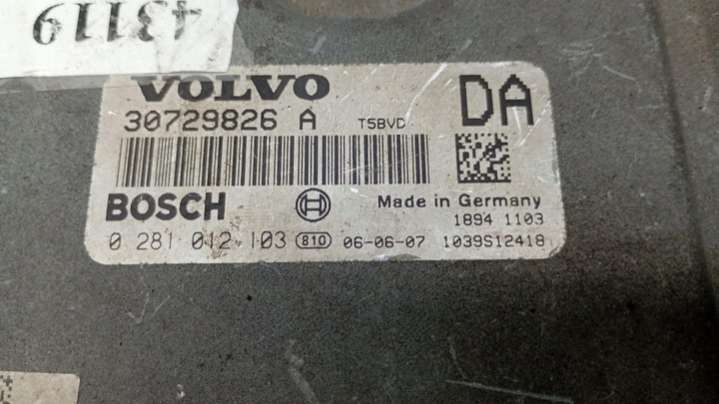 43119
VOLVO
DA
30729826 A T5BVD
BOSCH
Made in Germany
1894 1103
0 281 012 103 810 06-06-07 1039S12418